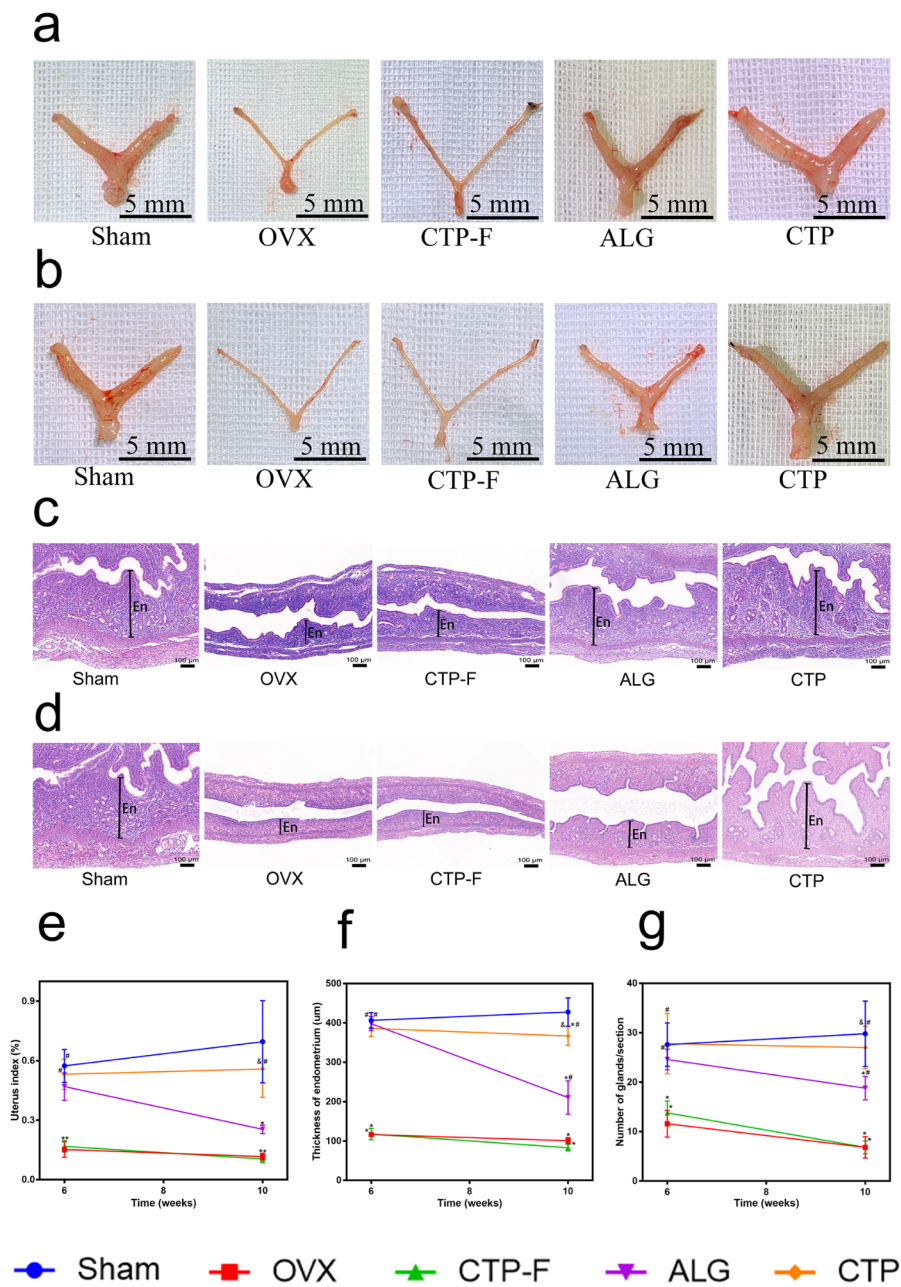 a
5 mm 5 mm 5 mm 5 mm 5 mm
Sham OVX CTP-F ALG CTP
b
5 mm 5 mm 5 mm 5 mm 5 mm
Sham OVX CTP-F ALG CTP
c
En En En En En
100 μm 100 μm 100 μm 100 μm 100 μm
Sham OVX CTP-F ALG CTP
d
En En En En En
100 μm 100 μm 100 μm 100 μm 100 μm
Sham OVX CTP-F ALG CTP
e
Uterus index (%)
0.9
0.6
0.3
0.0
6 8 10
Time (weeks)
#
#
**
& #
*
**
f
Thickness of endometrium (um)
500
400
300
200
100
0
6 8 10
Time (weeks)
# #
*
*
& *#
*#
*
*
g
Number of glands/section
40
30
20
10
0
6 8 10
Time (weeks)
#
#
*
*
& #
*#
*
*
Sham OVX CTP-F ALG CTP